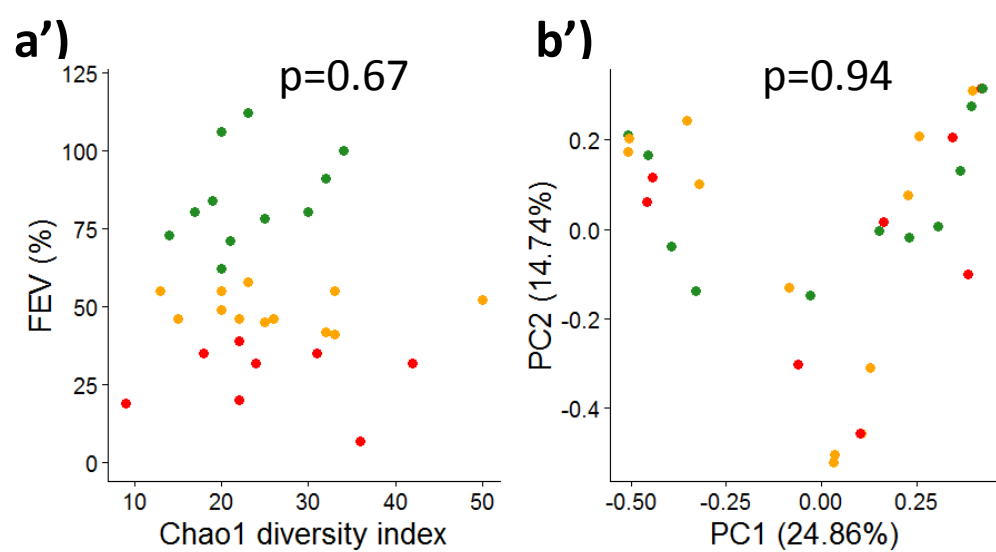 a’)
p=0.67
125
100
75
50
25
0
FEV (%)
10 20 30 40 50
Chao1 diversity index
b’)
p=0.94
0.2
0.0
-0.2
-0.4
PC2 (14.74%)
-0.50 -0.25 0.00 0.25
PC1 (24.86%)